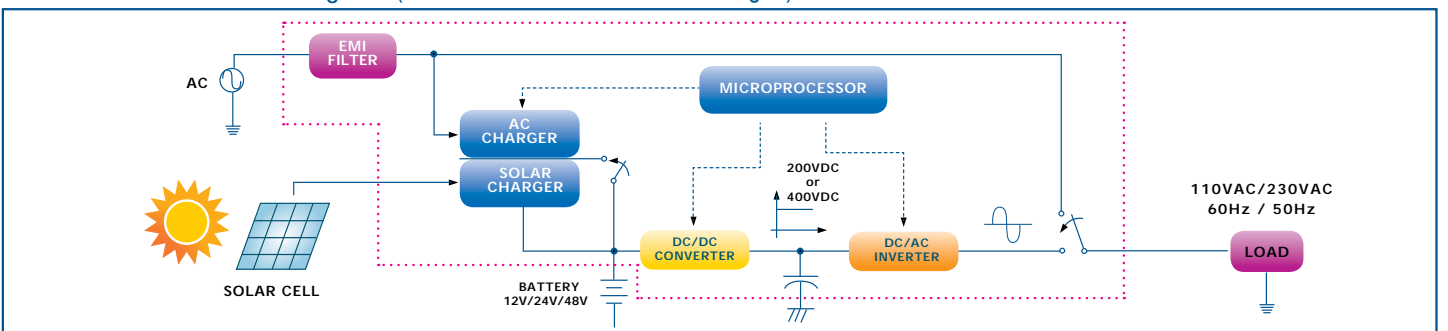 EMI
FILTER
AC
MICROPROCESSOR
AC
CHARGER
SOLAR
CHARGER
200VDC
or
400VDC
110VAC/230VAC
60Hz / 50Hz
DC/DC
CONVERTER
DC/AC
INVERTER
LOAD
SOLAR CELL
BATTERY
12V/24V/48V